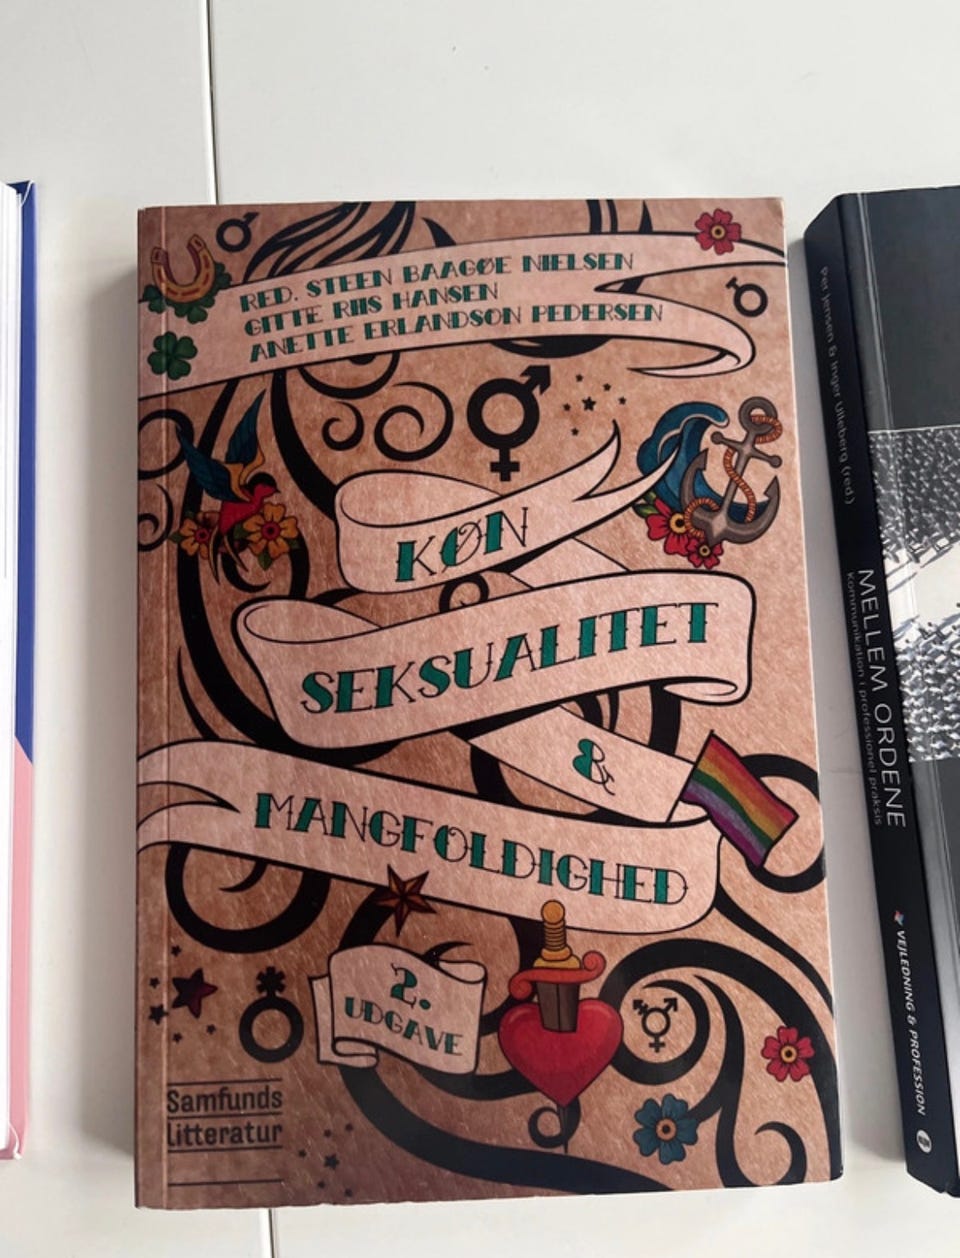 RED. STEEN BAAGØE NIELSEN
GITTE RIIS HANSEN
ANETTE ERLANDSON PEDERSEN
KØN
SEKSUALITET
&
MANGFOLDIGHED
2.
UDGAVE
Samfunds
litteratur
Per Jensen & Inger Ulleberg (red.)
MELLEM ORDENE
Kommunikation i professionel praksis
VEJLEDNING & PROFESSION